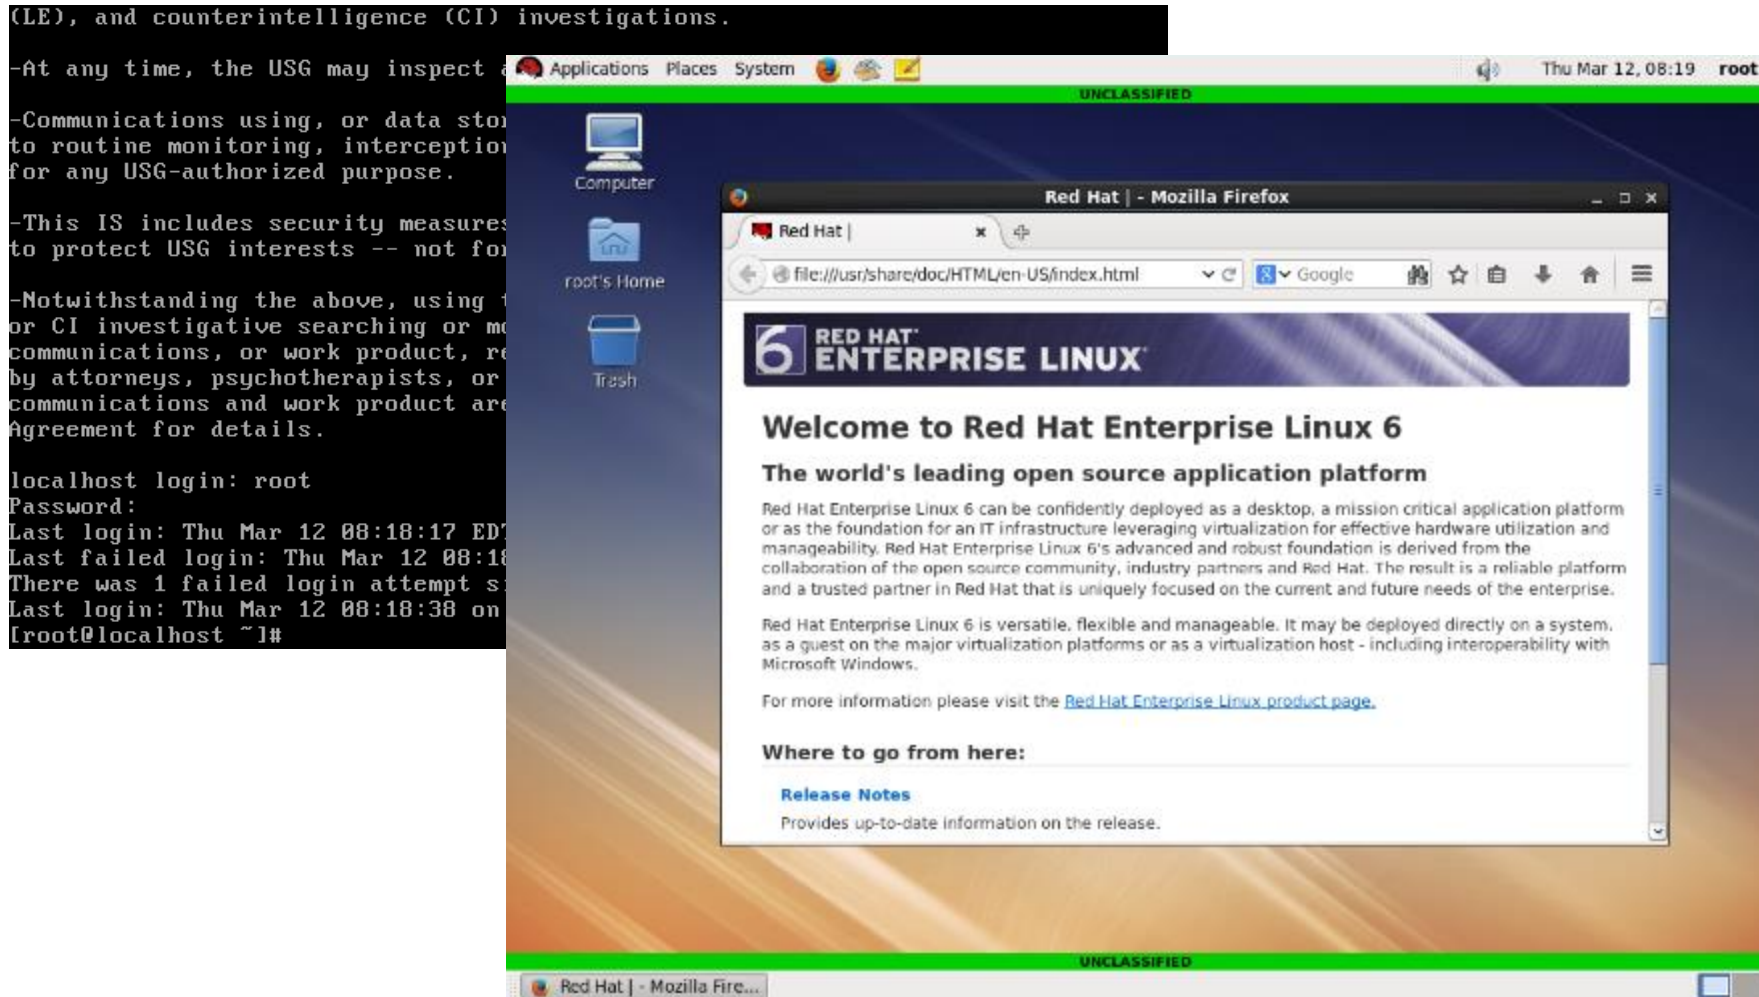 (LE), and counterintelligence (CI) investigations.
-At any time, the USG may inspect
-Communications using, or data
to routine monitoring, interception
for any USG-authorized purpose.
-This IS includes security measures
to protect USG interests -- not
-Notwithstanding the above, using
or CI investigative searching or
communications, or work product,
by attorneys, psychotherapists, or
communications and work product are
Agreement for details.
localhost login: root
Password:
Last login: Thu Mar 12 08:18:17
Last failed login: Thu Mar 12
There was 1 failed login attempt
Last login: Thu Mar 12 08:18:38 on
[root@localhost ~]#
Applications Places System Thu Mar 12, 08:19 root
UNCLASSIFIED
Computer
root's Home
Trash
Red Hat | - Mozilla Firefox
Red Hat |
file:///usr/share/doc/HTML/en-US/index.html Google
6 RED HAT
ENTERPRISE LINUX
Welcome to Red Hat Enterprise Linux 6
The world's leading open source application platform
Red Hat Enterprise Linux 6 can be confidently deployed as a desktop, a mission critical application platform
or as the foundation for an IT infrastructure leveraging virtualization for effective hardware utilization and
manageability. Red Hat Enterprise Linux 6's advanced and robust foundation is derived from the
collaboration of the open source community, industry partners and Red Hat. The result is a reliable platform
and a trusted partner in Red Hat that is uniquely focused on the current and future needs of the enterprise.
Red Hat Enterprise Linux 6 is versatile, flexible and manageable. It may be deployed directly on a system,
as a guest on the major virtualization platforms or as a virtualization host - including interoperability with
Microsoft Windows.
For more information please visit the Red Hat Enterprise Linux product page.
Where to go from here:
Release Notes
Provides up-to-date information on the release.
UNCLASSIFIED
Red Hat | - Mozilla Fire...